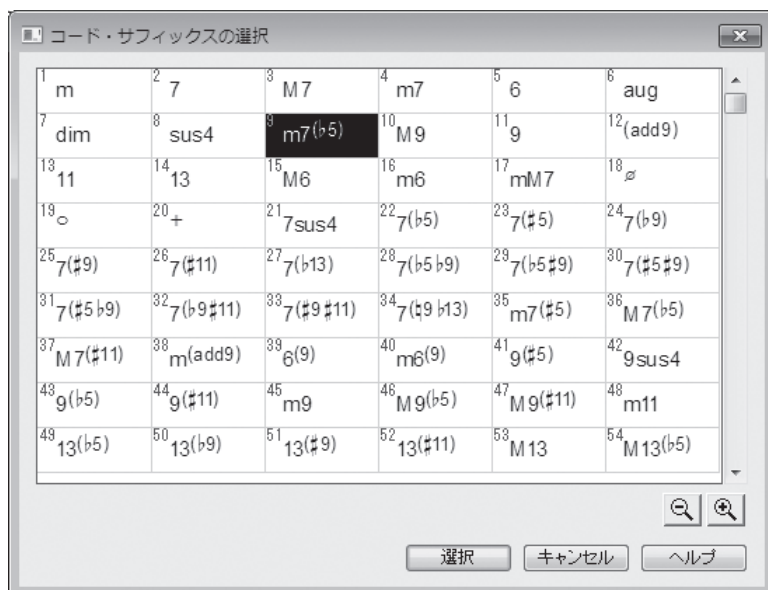 コード・サフィックスの選択
1 m 2 7 3 M7 4 m7 5 6 6 aug
7 dim 8 sus4 9 m7(♭5) 10 M9 11 9 12 (add9)
13 11 14 13 15 M6 16 m6 17 mM7 18 ø
19 ○ 20 + 21 7sus4 22 7(♭5) 23 7(♯5) 24 7(♭9)
25 7(♯9) 26 7(♯11) 27 7(♭13) 28 7(♭5♭9) 29 7(♭5♯9) 30 7(♯5♯9)
31 7(♯5♭9) 32 7(♭9♯11) 33 7(♯9♯11) 34 7(♮9♭13) 35 m7(♯5) 36 M7(♭5)
37 M7(♯11) 38 m(add9) 39 6(9) 40 m6(9) 41 9(♯5) 42 9sus4
43 9(♭5) 44 9(♯11) 45 m9 46 M9(♭5) 47 M9(♯11) 48 m11
49 13(♭5) 50 13(♭9) 51 13(♯9) 52 13(♯11) 53 M13 54 M13(♭5)
選択 キャンセル ヘルプ